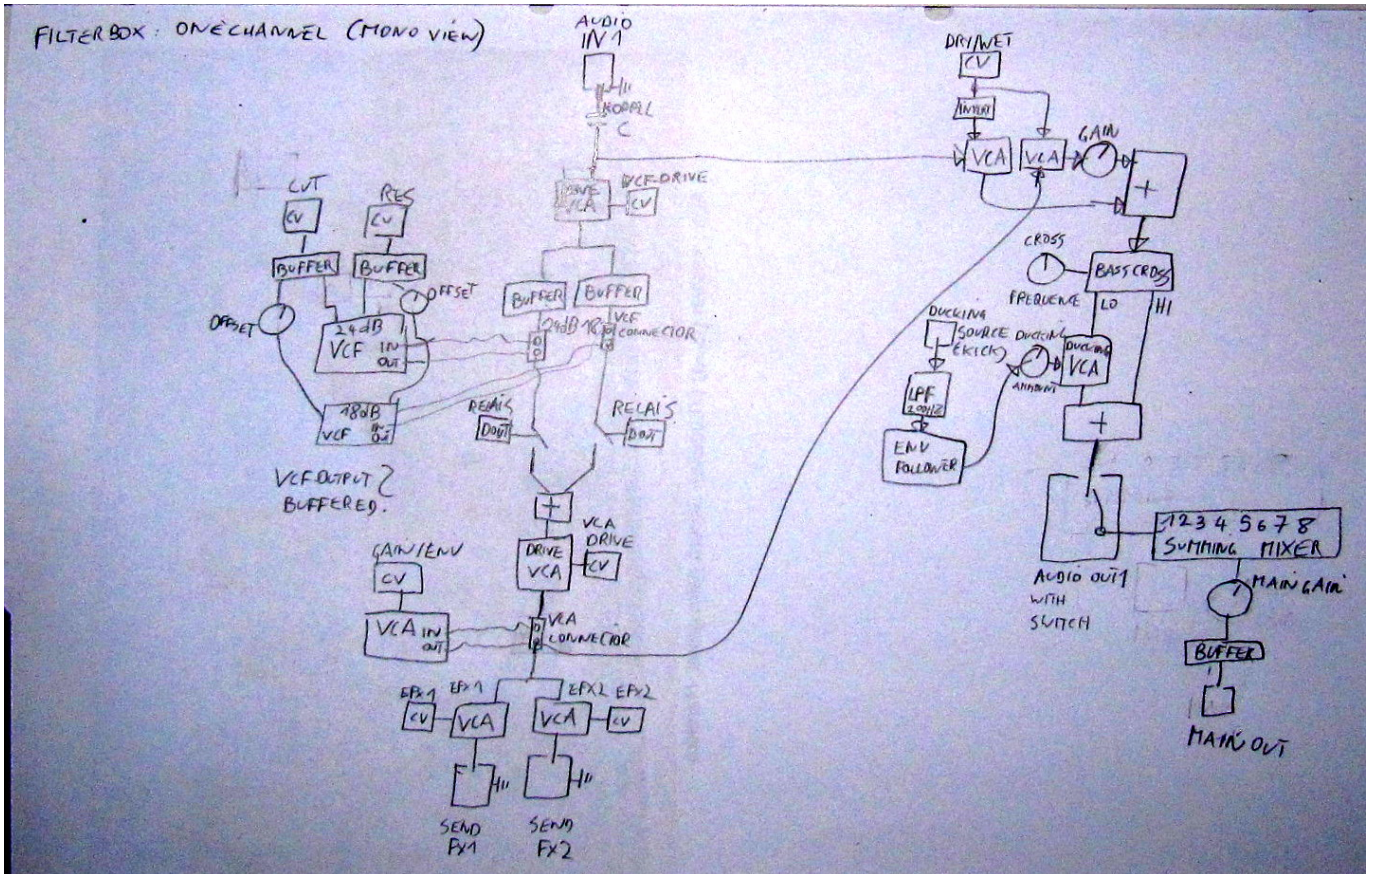 FILTERBOX: ONE CHANNEL (MONO VIEW)
AUDIO
IN 1
KOPPEL
C
DRIVE
VCA
VCF-DRIVE
CV
CUT
CV
RES
CV
BUFFER
BUFFER
OFFSET
OFFSET
24dB
VCF IN
OUT
18dB
VCF IN
OUT
BUFFER
BUFFER
24dB 18
VCF
CONNECTOR
RELAIS
DOUT
RELAIS
DOUT
VCF OUTPUT?
BUFFERED.
+
VCA
DRIVE
DRIVE
VCA
CV
GAIN/ENV
CV
VCA IN
OUT
VCA
CONNECTOR
EFX1
EFX1
EFX2
EFX2
CV
VCA
VCA
CV
SEND
FX1
SEND
FX2
DRY/WET
CV
INVERT
VCA
VCA
GAIN
+
CROSS
FREQUENCE
BASSCROSS
LO
HI
DUCKING
SOURCE
(KICK)
DUCKING
AMOUNT
DUCKING
VCA
LPF
200HZ
ENV
FOLLOWER
+
AUDIO OUT1
WITH
SWITCH
1 2 3 4 5 6 7 8
SUMMING MIXER
MAIN GAIN
BUFFER
MAIN OUT